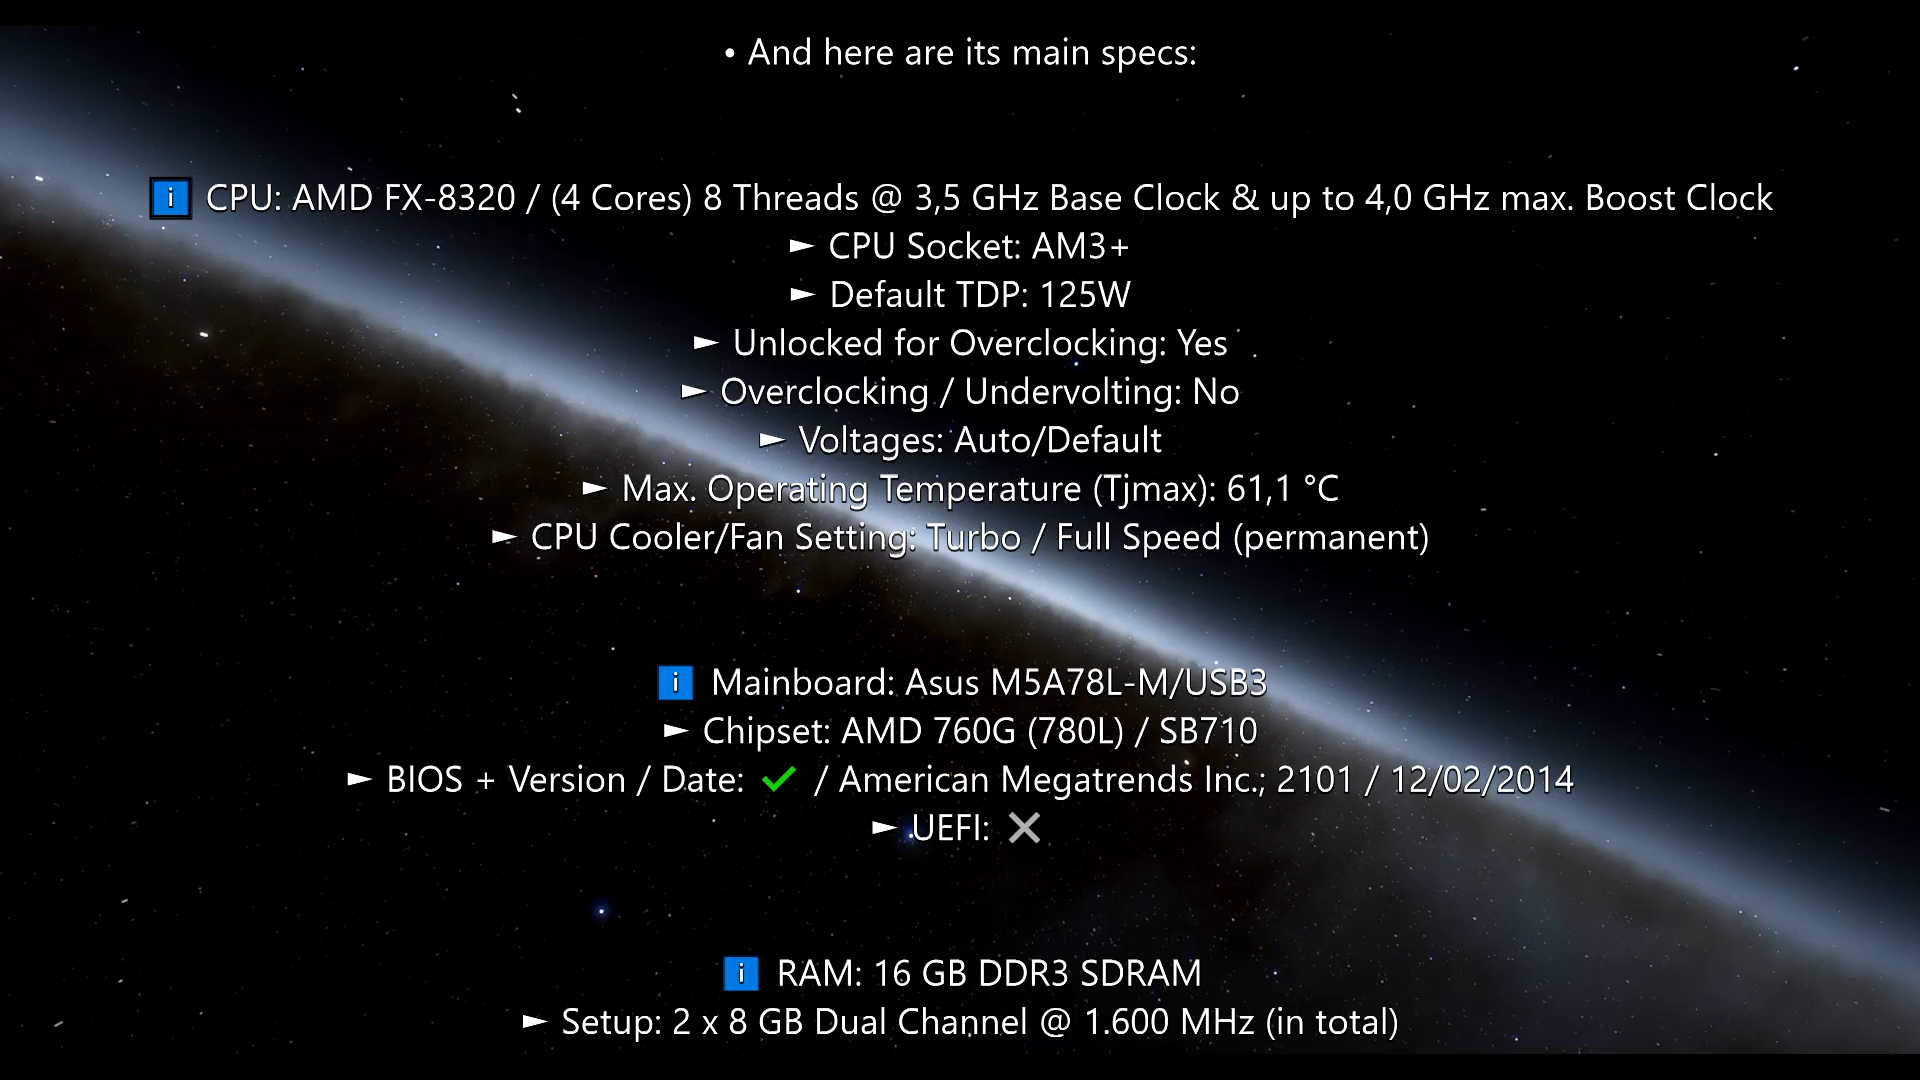 • And here are its main specs:
ℹ CPU: AMD FX-8320 / (4 Cores) 8 Threads @ 3,5 GHz Base Clock & up to 4,0 GHz max. Boost Clock
► CPU Socket: AM3+
► Default TDP: 125W
► Unlocked for Overclocking: Yes
► Overclocking / Undervolting: No
► Voltages: Auto/Default
► Max. Operating Temperature (Tjmax): 61,1 °C
► CPU Cooler/Fan Setting: Turbo / Full Speed (permanent)
ℹ Mainboard: Asus M5A78L-M/USB3
► Chipset: AMD 760G (780L) / SB710
► BIOS + Version / Date: ✔ / American Megatrends Inc.; 2101 / 12/02/2014
► UEFI: ✕
ℹ RAM: 16 GB DDR3 SDRAM
► Setup: 2 x 8 GB Dual Channel @ 1.600 MHz (in total)